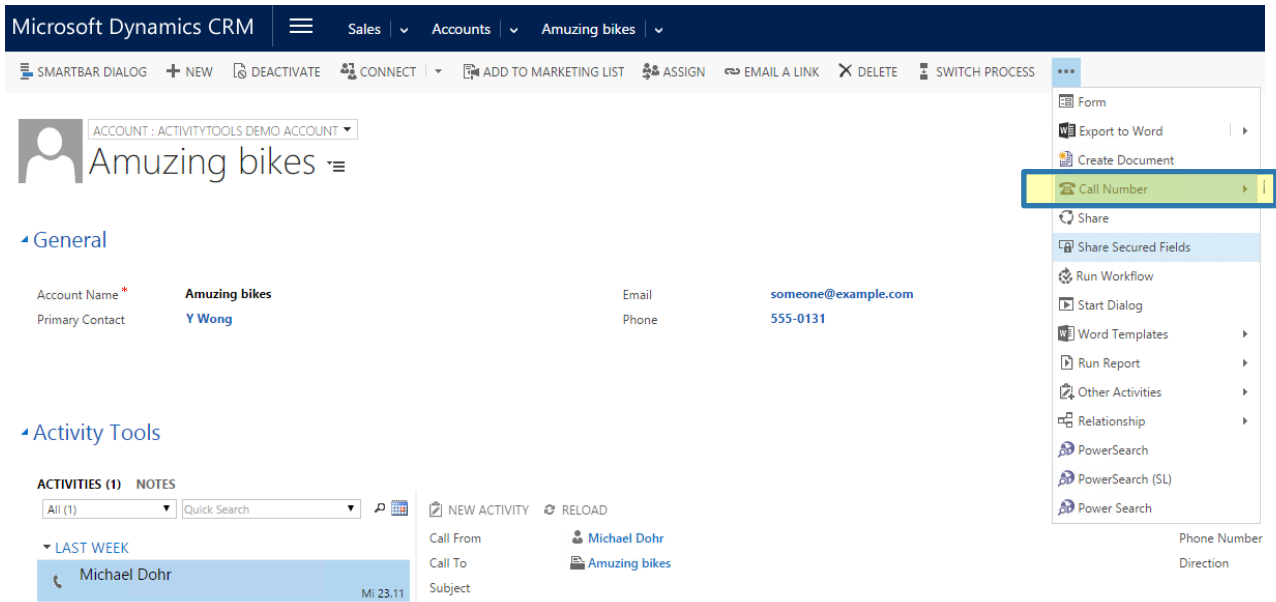 Microsoft Dynamics CRM Sales Accounts Amuzing bikes
SMARTBAR DIALOG NEW DEACTIVATE CONNECT ADD TO MARKETING LIST ASSIGN EMAIL A LINK DELETE SWITCH PROCESS •••
Form
Export to Word
Create Document
Call Number
Share
Share Secured Fields
Run Workflow
Start Dialog
Word Templates
Run Report
Other Activities
Relationship
PowerSearch
PowerSearch (SL)
Power Search
ACCOUNT : ACTIVITYTOOLS DEMO ACCOUNT
Amuzing bikes
General
Account Name* Amuzing bikes Email someone@example.com
Primary Contact Y Wong Phone 555-0131
Activity Tools
ACTIVITIES (1) NOTES
All (1) Quick Search
NEW ACTIVITY RELOAD
LAST WEEK
Michael Dohr
Mi 23.11
Call From Michael Dohr Phone Number
Call To Amuzing bikes Direction
Subject